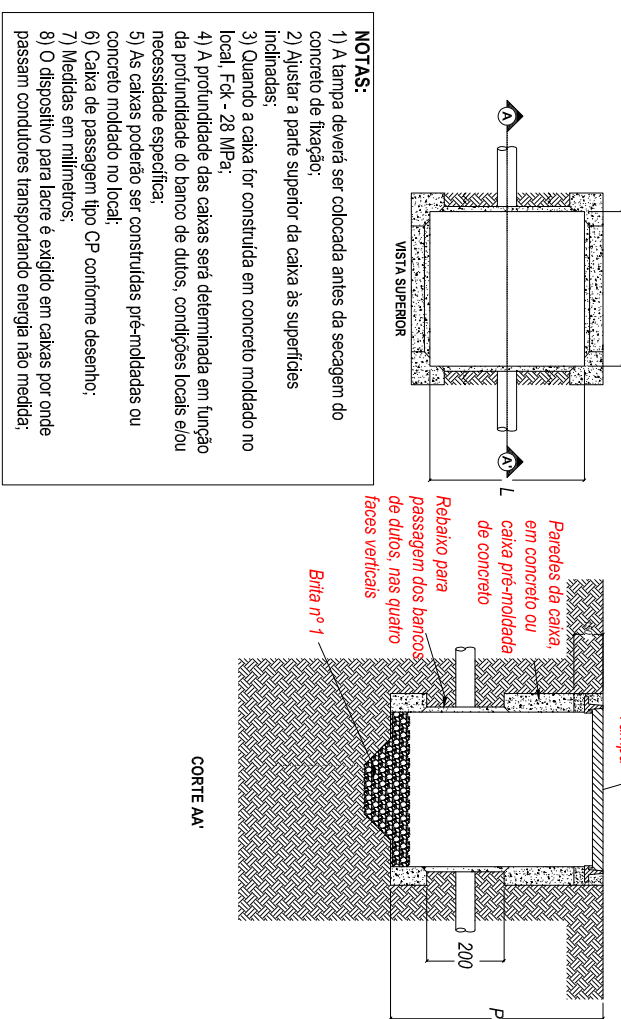 A
A'
L
VISTA SUPERIOR
NOTAS:
1) A tampa deverá ser colocada antes da secagem do
concreto de fixação;
2) Ajustar a parte superior da caixa às superfícies
inclinadas;
3) Quando a caixa for construída em concreto moldado no
local, Fck - 28 MPa;
4) A profundidade das caixas será determinada em função
da profundidade do banco de dutos, condições locais e/ou
necessidade específica;
5) As caixas poderão ser construídas pré-moldadas ou
concreto moldado no local;
6) Caixa de passagem tipo CP conforme desenho;
7) Medidas em milímetros;
8) O dispositivo para lacre é exigido em caixas por onde
passam condutores transportando energia não medida;
Paredes da caixa,
em concreto ou
caixa pré-moldada
de concreto
Rebaixo para
passagem dos bancos
de dutos, nas quatro
faces verticais
Brita nº 1
200
P
CORTE AA'